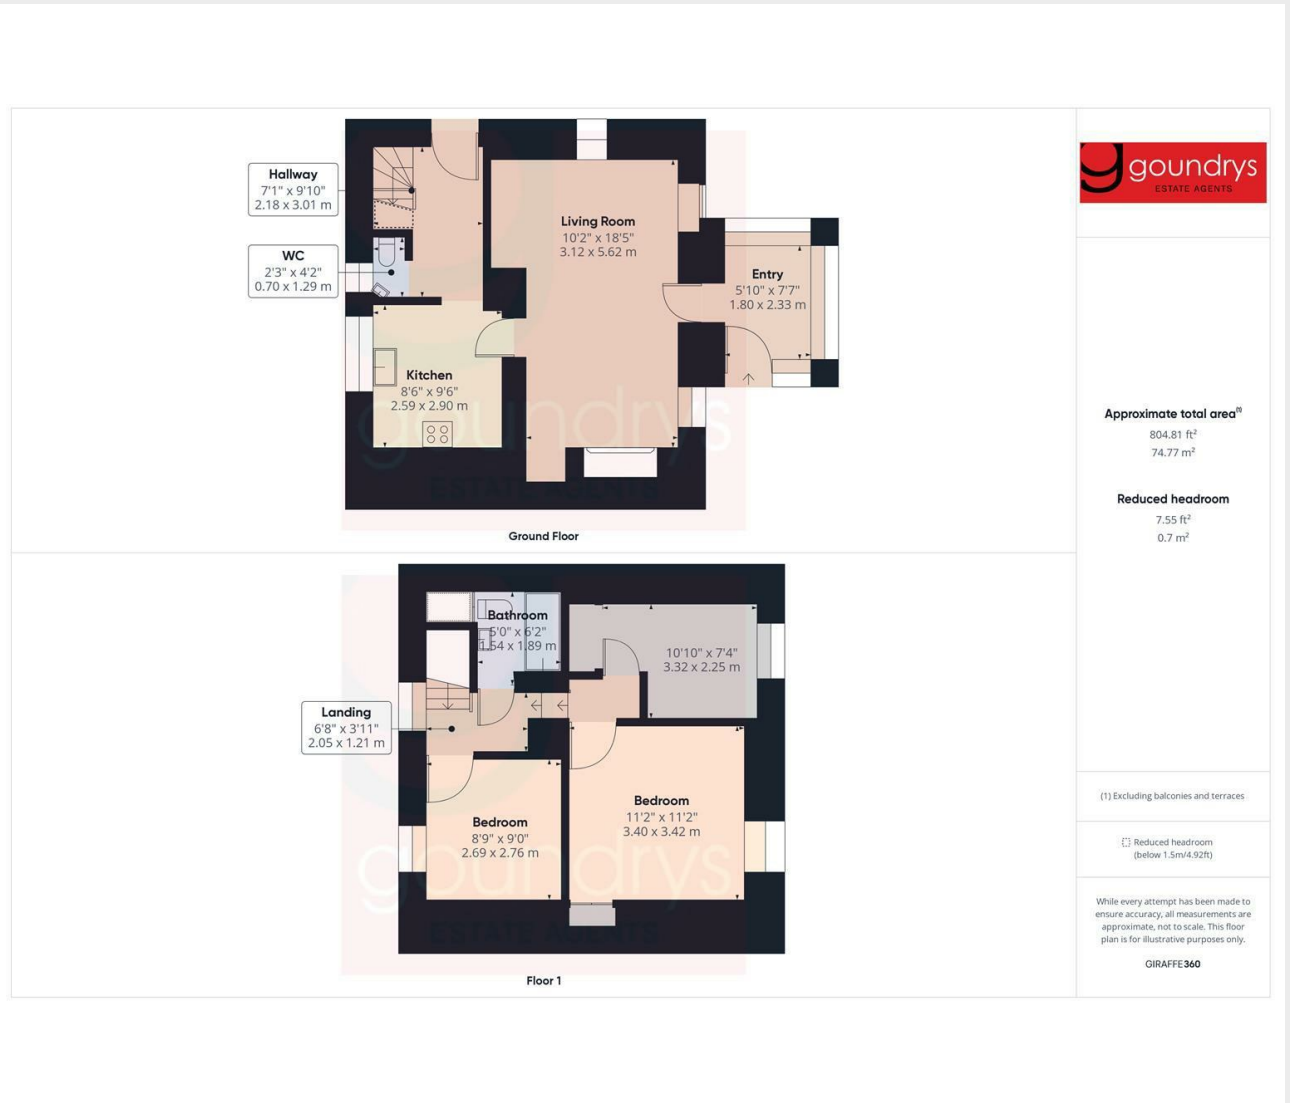 Hallway
7'1" x 9'10"
2.18 x 3.01 m
WC
2'3" x 4'2"
0.70 x 1.29 m
Living Room
10'2" x 18'5"
3.12 x 5.62 m
Entry
5'10" x 7'7"
1.80 x 2.33 m
Kitchen
8'6" x 9'6"
2.59 x 2.90 m
goundrys
ESTATE AGENTS
Ground Floor
Bathroom
5'0" x 6'2"
1.54 x 1.89 m
10'10" x 7'4"
3.32 x 2.25 m
Landing
6'8" x 3'11"
2.05 x 1.21 m
Bedroom
11'2" x 11'2"
3.40 x 3.42 m
Bedroom
8'9" x 9'0"
2.69 x 2.76 m
goundrys
ESTATE AGENTS
Floor 1
goundrys
ESTATE AGENTS
Approximate total area(1)
804.81 ft²
74.77 m²
Reduced headroom
7.55 ft²
0.7 m²
(1) Excluding balconies and terraces
Reduced headroom
(below 1.5m/4.92ft)
While every attempt has been made to
ensure accuracy, all measurements are
approximate, not to scale. This floor
plan is for illustrative purposes only.
GIRAFFE360